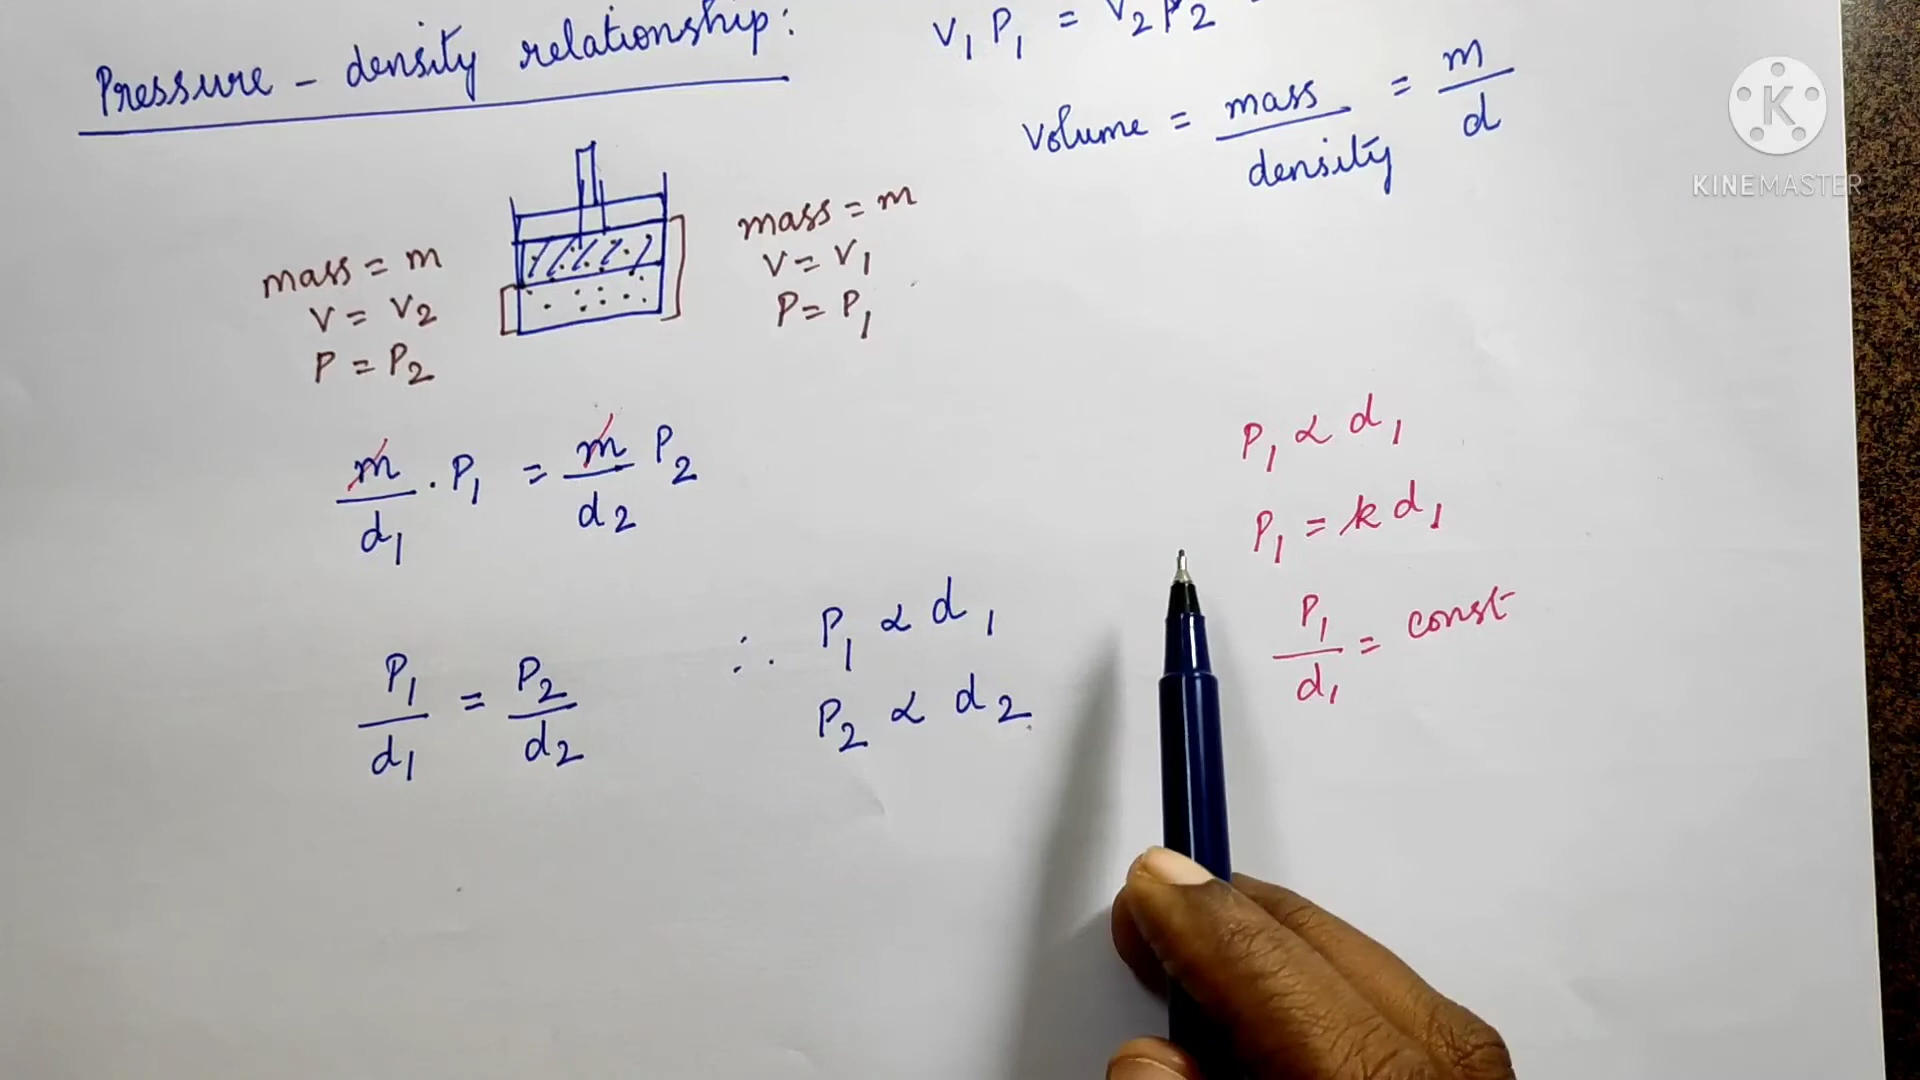 Pressure - density relationship:
V₁ P₁ = V₂ P₂
Volume = mass / density = m / d
mass = m
V = V₂
P = P₂
mass = m
V = V₁
P = P₁
m/d₁ . P₁ = m/d₂ P₂
P₁/d₁ = P₂/d₂
∴ P₁ ∝ d₁
P₂ ∝ d₂
P₁ ∝ d₁
P₁ = k d₁
P₁/d₁ = const
K
KINEMASTER